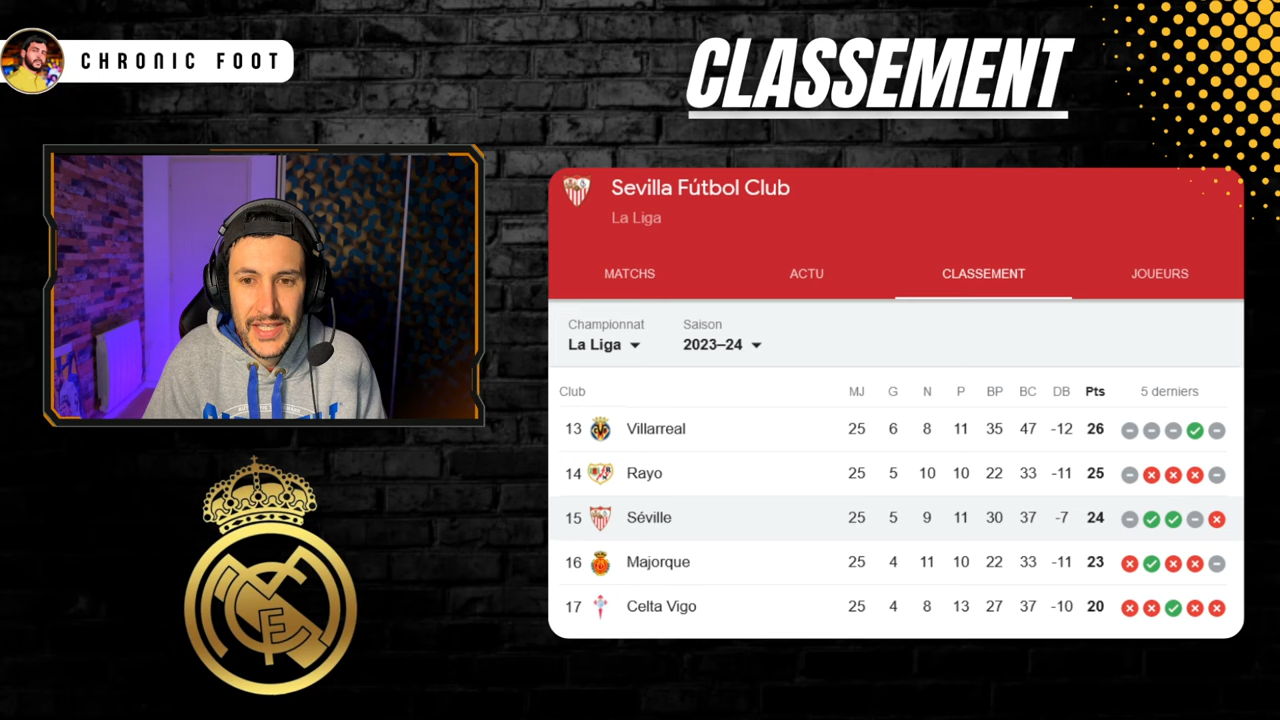 CHRONIC FOOT
CLASSEMENT
Sevilla Fútbol Club
La Liga
MATCHS ACTU CLASSEMENT JOUEURS
Championnat Saison
La Liga 2023–24
Club MJ G N P BP BC DB Pts 5 derniers
13 Villarreal 25 6 8 11 35 47 -12 26
14 Rayo 25 5 10 10 22 33 -11 25
15 Séville 25 5 9 11 30 37 -7 24
16 Majorque 25 4 11 10 22 33 -11 23
17 Celta Vigo 25 4 8 13 27 37 -10 20